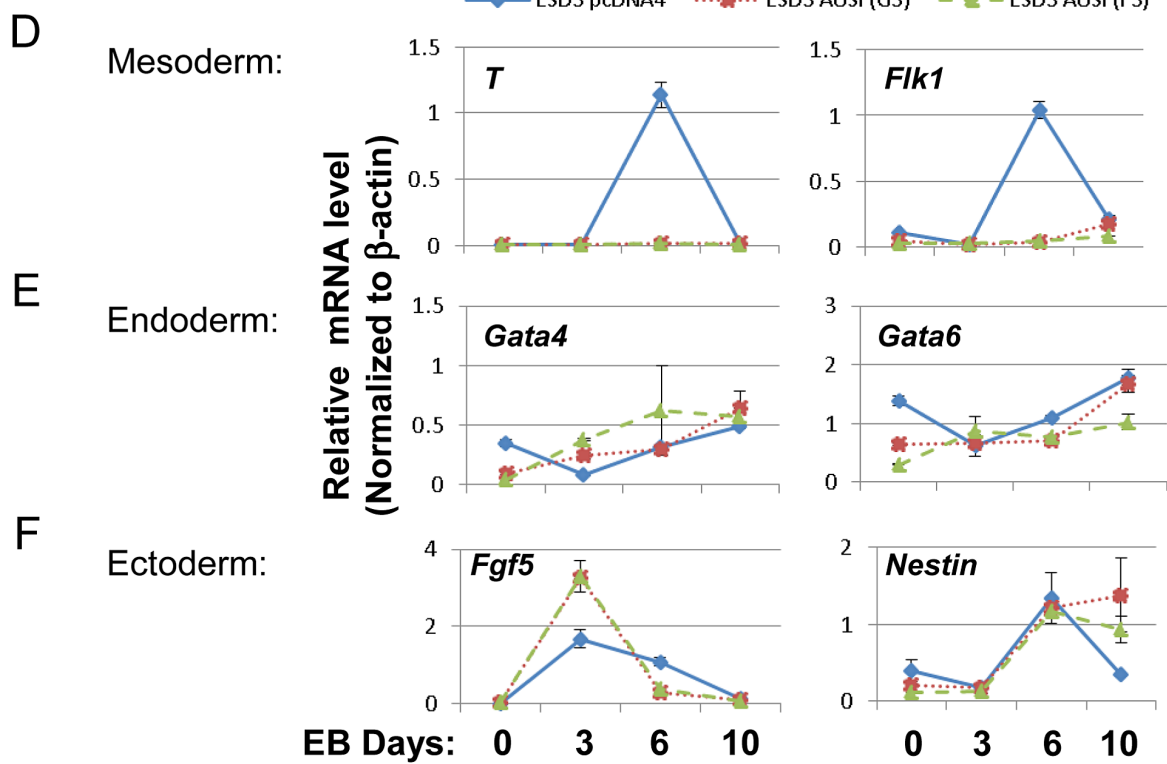 D
Mesoderm:
T
1.5
1
0.5
0
Flk1
1.5
1
0.5
0
Relative mRNA level
(Normalized to β-actin)
E
Endoderm:
Gata4
1.5
1
0.5
0
Gata6
3
2
1
0
F
Ectoderm:
Fgf5
4
2
0
Nestin
2
1
0
EB Days: 0 3 6 10 0 3 6 10